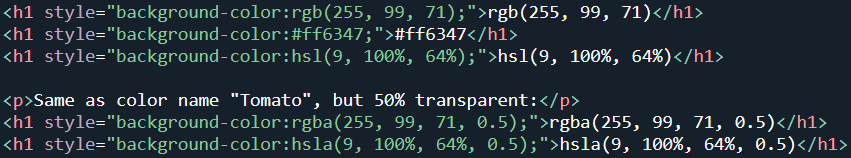 <h1 style="background-color:rgb(255, 99, 71);">rgb(255, 99, 71)</h1>
<h1 style="background-color:#ff6347;">#ff6347</h1>
<h1 style="background-color:hsl(9, 100%, 64%);">hsl(9, 100%, 64%)</h1>
<p>Same as color name "Tomato", but 50% transparent:</p>
<h1 style="background-color:rgba(255, 99, 71, 0.5);">rgba(255, 99, 71, 0.5)</h1>
<h1 style="background-color:hsla(9, 100%, 64%, 0.5);">hsla(9, 100%, 64%, 0.5)</h1>